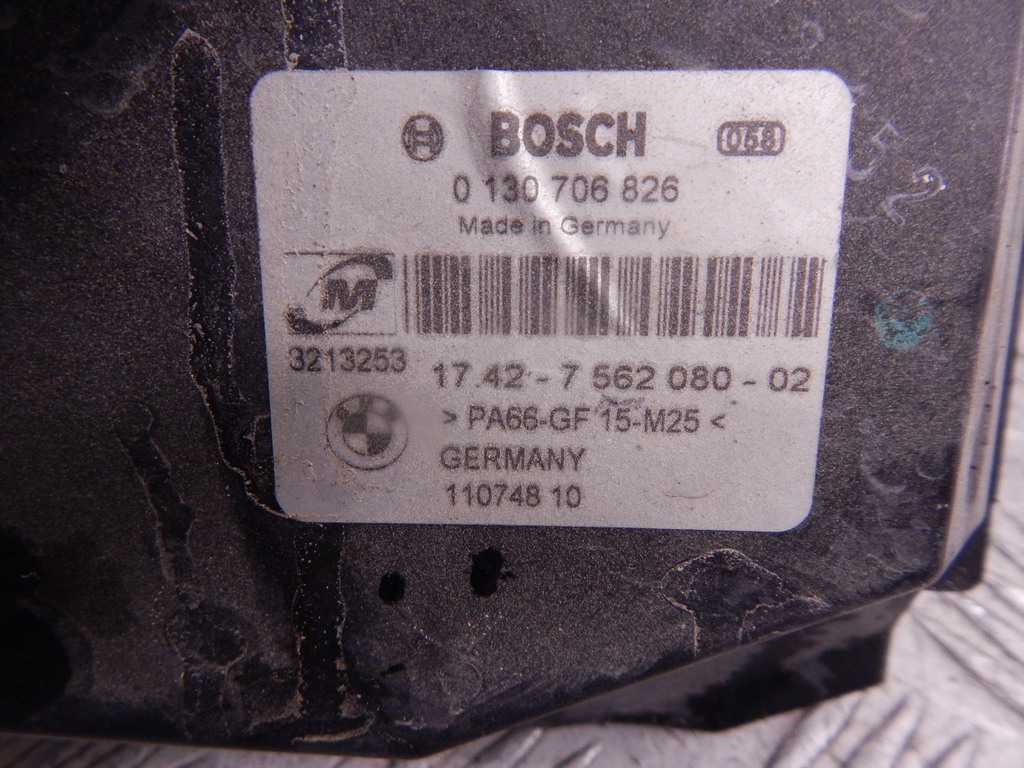 BOSCH 058
0 130 706 826
Made in Germany
M
3213253
17.42 - 7 562 080 - 02
> PA66-GF 15-M25 <
GERMANY
110748 10
52